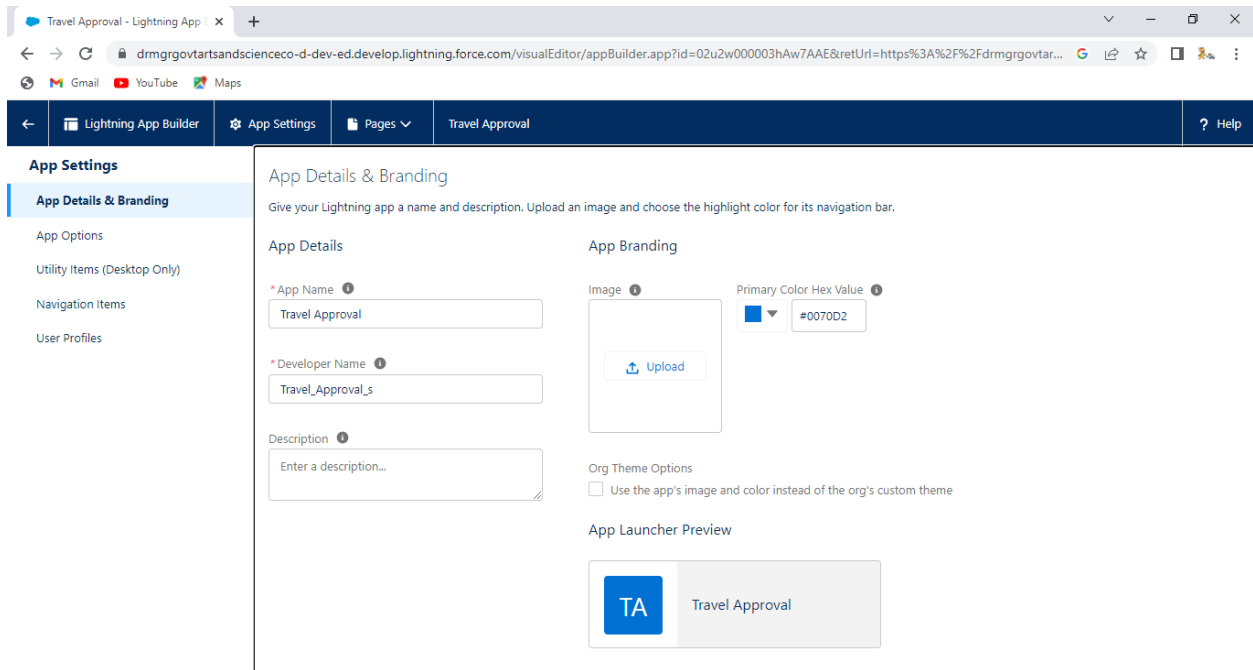 Travel Approval - Lightning App
drmgrgovtartsandscienceco-d-dev-ed.develop.lightning.force.com/visualEditor/appBuilder.app?id=02u2w000003hAw7AAE&retUrl=https%3A%2F%2Fdrmgrgovtar...
Gmail YouTube Maps
Lightning App Builder App Settings Pages Travel Approval ? Help
App Settings
App Details & Branding
App Options
Utility Items (Desktop Only)
Navigation Items
User Profiles
App Details & Branding
Give your Lightning app a name and description. Upload an image and choose the highlight color for its navigation bar.
App Details
*App Name
Travel Approval
*Developer Name
Travel_Approval_s
Description
Enter a description...
App Branding
Image
Upload
Primary Color Hex Value
#0070D2
Org Theme Options
Use the app's image and color instead of the org's custom theme
App Launcher Preview
TA
Travel Approval